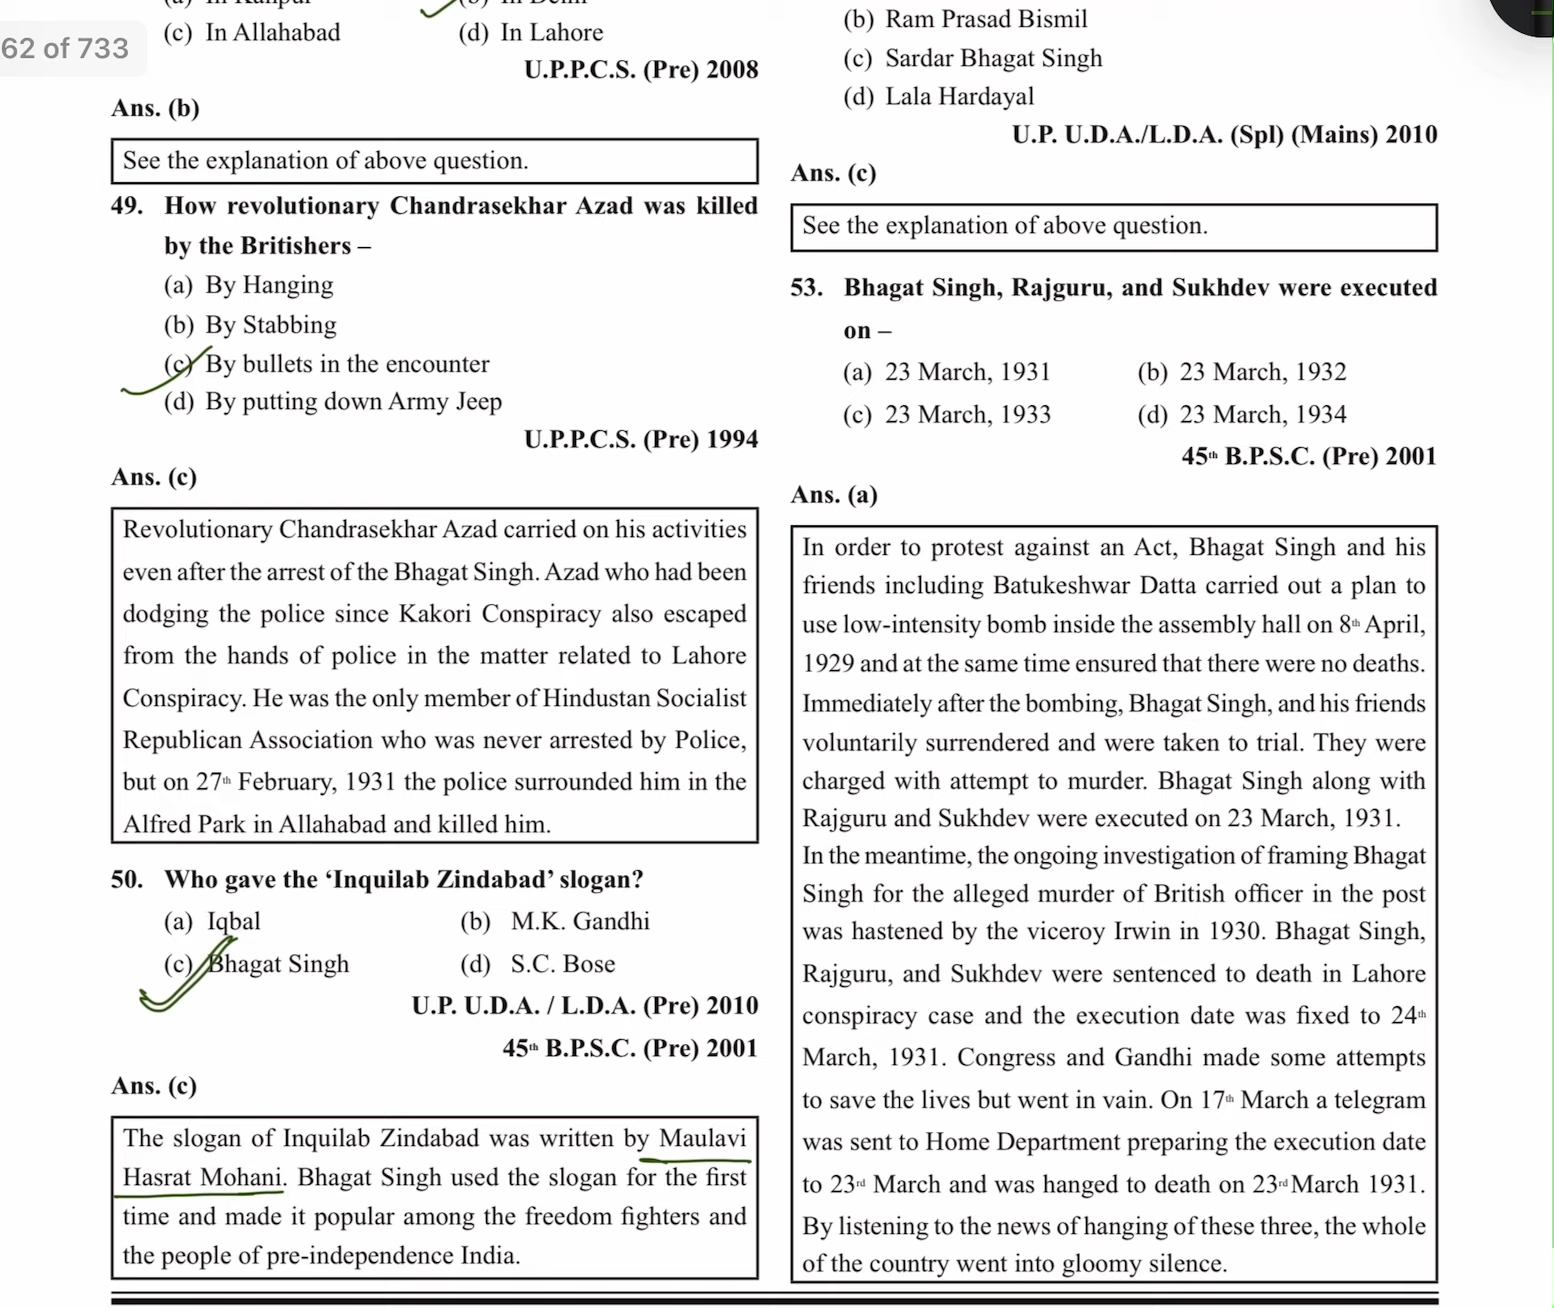 62 of 733
(c) In Allahabad (d) In Lahore
U.P.P.C.S. (Pre) 2008
Ans. (b)
See the explanation of above question.
49. How revolutionary Chandrasekhar Azad was killed
by the Britishers –
(a) By Hanging
(b) By Stabbing
(c) By bullets in the encounter
(d) By putting down Army Jeep
U.P.P.C.S. (Pre) 1994
Ans. (c)
Revolutionary Chandrasekhar Azad carried on his activities
even after the arrest of the Bhagat Singh. Azad who had been
dodging the police since Kakori Conspiracy also escaped
from the hands of police in the matter related to Lahore
Conspiracy. He was the only member of Hindustan Socialist
Republican Association who was never arrested by Police,
but on 27th February, 1931 the police surrounded him in the
Alfred Park in Allahabad and killed him.
50. Who gave the ‘Inquilab Zindabad’ slogan?
(a) Iqbal (b) M.K. Gandhi
(c) Bhagat Singh (d) S.C. Bose
U.P. U.D.A. / L.D.A. (Pre) 2010
45th B.P.S.C. (Pre) 2001
Ans. (c)
The slogan of Inquilab Zindabad was written by Maulavi
Hasrat Mohani. Bhagat Singh used the slogan for the first
time and made it popular among the freedom fighters and
the people of pre-independence India.
(b) Ram Prasad Bismil
(c) Sardar Bhagat Singh
(d) Lala Hardayal
U.P. U.D.A./L.D.A. (Spl) (Mains) 2010
Ans. (c)
See the explanation of above question.
53. Bhagat Singh, Rajguru, and Sukhdev were executed
on –
(a) 23 March, 1931 (b) 23 March, 1932
(c) 23 March, 1933 (d) 23 March, 1934
45th B.P.S.C. (Pre) 2001
Ans. (a)
In order to protest against an Act, Bhagat Singh and his
friends including Batukeshwar Datta carried out a plan to
use low-intensity bomb inside the assembly hall on 8th April,
1929 and at the same time ensured that there were no deaths.
Immediately after the bombing, Bhagat Singh, and his friends
voluntarily surrendered and were taken to trial. They were
charged with attempt to murder. Bhagat Singh along with
Rajguru and Sukhdev were executed on 23 March, 1931.
In the meantime, the ongoing investigation of framing Bhagat
Singh for the alleged murder of British officer in the post
was hastened by the viceroy Irwin in 1930. Bhagat Singh,
Rajguru, and Sukhdev were sentenced to death in Lahore
conspiracy case and the execution date was fixed to 24th
March, 1931. Congress and Gandhi made some attempts
to save the lives but went in vain. On 17th March a telegram
was sent to Home Department preparing the execution date
to 23rd March and was hanged to death on 23rd March 1931.
By listening to the news of hanging of these three, the whole
of the country went into gloomy silence.